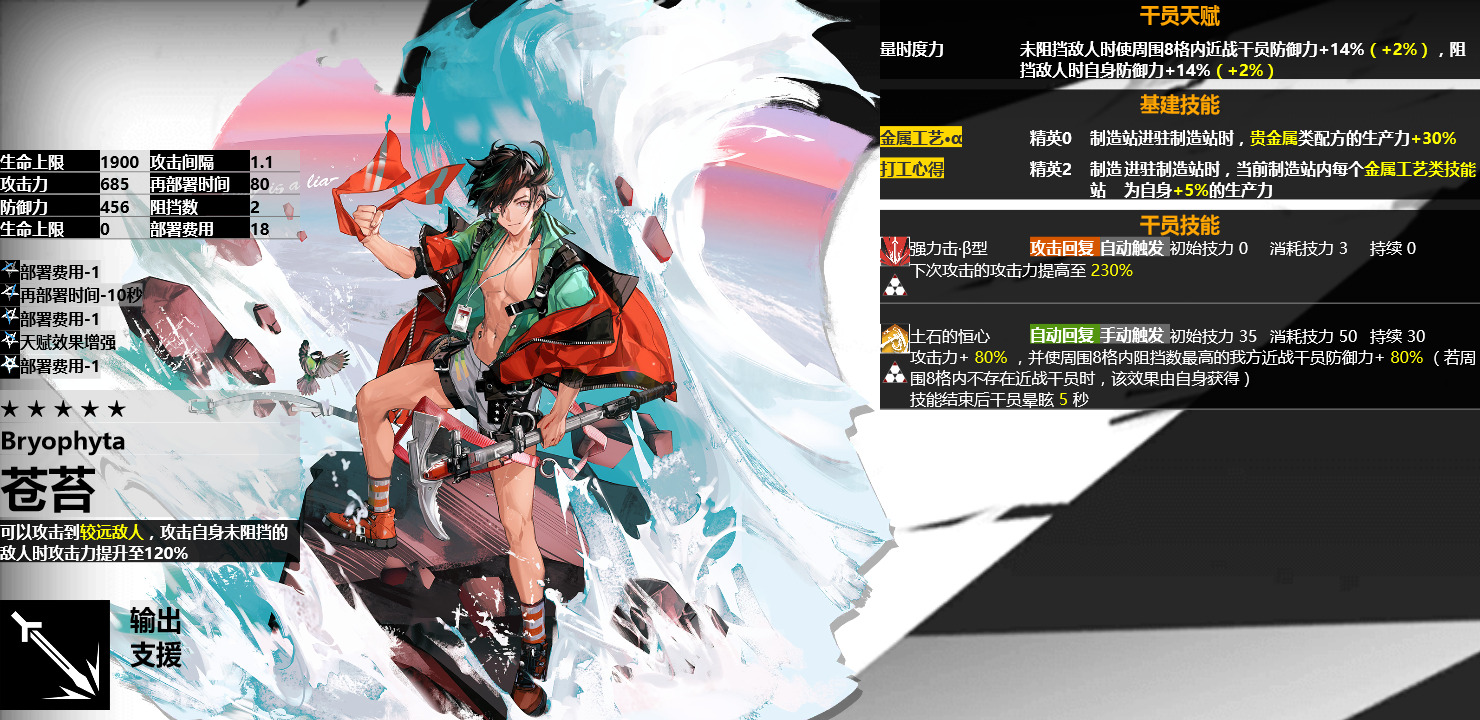 生命上限 1900 攻击间隔 1.1
攻击力 685 再部署时间 80
防御力 456 阻挡数 2
生命上限 0 部署费用 18
is a liar
部署费用-1
再部署时间-10秒
部署费用-1
天赋效果增强
部署费用-1
★ ★ ★ ★ ★
Bryophyta
苍苔
可以攻击到较远敌人，攻击自身未阻挡的
敌人时攻击力提升至120%
输出
支援
干员天赋
量时度力 未阻挡敌人时使周围8格内近战干员防御力+14%（+2%），阻
挡敌人时自身防御力+14%（+2%）
基建技能
金属工艺·α 精英0 制造站进驻制造站时，贵金属类配方的生产力+30%
打工心得 精英2 制造进驻制造站时，当前制造站内每个金属工艺类技能
站 为自身+5%的生产力
干员技能
强力击·β型 攻击回复 自动触发 初始技力 0 消耗技力 3 持续 0
下次攻击的攻击力提高至 230%
土石的恒心 自动回复 手动触发 初始技力 35 消耗技力 50 持续 30
攻击力+ 80% ，并使周围8格内阻挡数最高的我方近战干员防御力+ 80% （若周
围8格内不存在近战干员时，该效果由自身获得）
技能结束后干员晕眩 5 秒